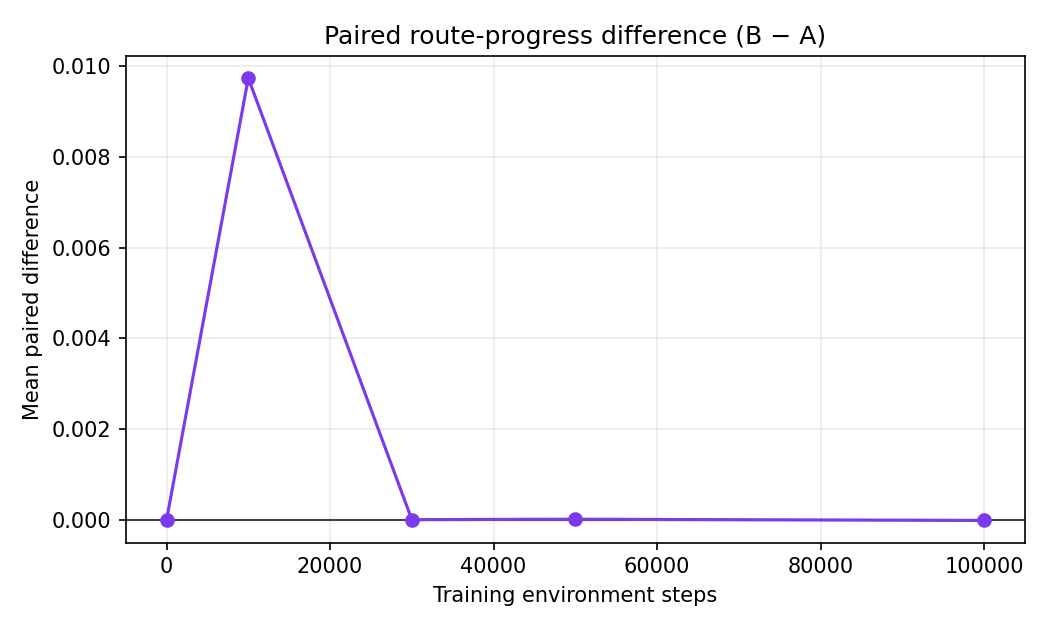 Paired route-progress difference (B − A)
Mean paired difference
0.010
0.008
0.006
0.004
0.002
0.000
0 20000 40000 60000 80000 100000
Training environment steps